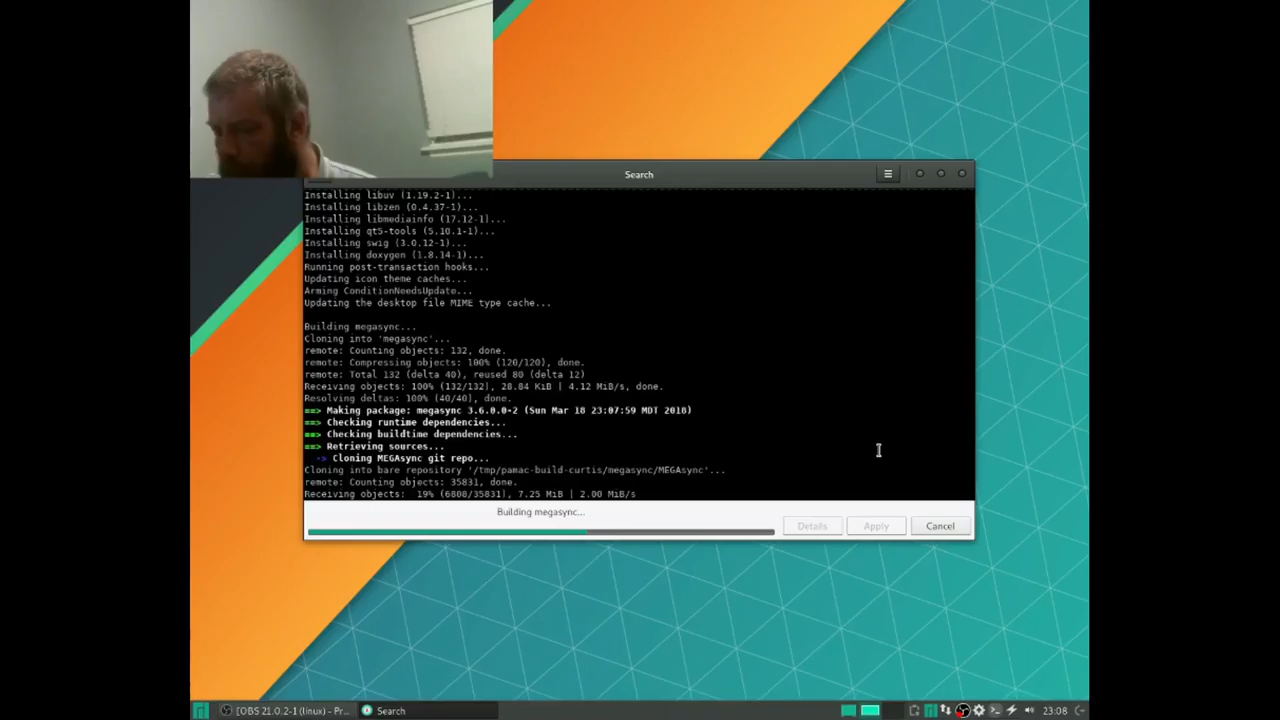 Search
Installing libuv (1.19.2-1)...
Installing libzen (0.4.37-1)...
Installing libmediainfo (17.12-1)...
Installing qt5-tools (5.10.1-1)...
Installing swig (3.0.12-1)...
Installing doxygen (1.8.14-1)...
Running post-transaction hooks...
Updating icon theme caches...
Arming ConditionNeedsUpdate...
Updating the desktop file MIME type cache...
Building megasync...
Cloning into 'megasync'...
remote: Counting objects: 132, done.
remote: Compressing objects: 100% (120/120), done.
remote: Total 132 (delta 40), reused 80 (delta 12)
Receiving objects: 100% (132/132), 28.84 KiB | 4.12 MiB/s, done.
Resolving deltas: 100% (40/40), done.
==> Making package: megasync 3.6.0.0-2 (Sun Mar 18 23:07:59 MDT 2018)
==> Checking runtime dependencies...
==> Checking buildtime dependencies...
==> Retrieving sources...
-> Cloning MEGAsync git repo...
Cloning into bare repository '/tmp/pamac-build-curtis/megasync/MEGAsync'...
remote: Counting objects: 35831, done.
Receiving objects: 19% (6808/35831), 7.25 MiB | 2.00 MiB/s
Building megasync...
Details Apply Cancel
[OBS 21.0.2-1 (linux) - Pr... Search 23:08